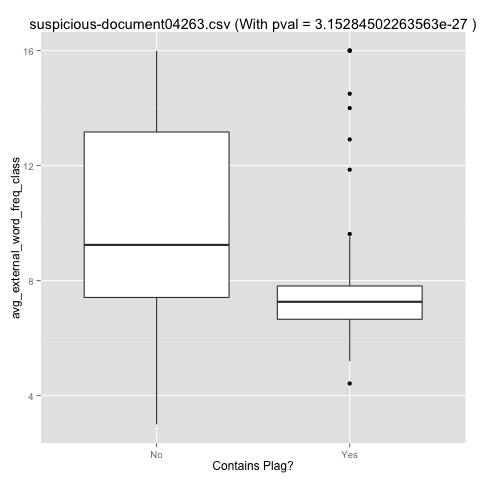 suspicious-document04263.csv (With pval = 3.15284502263563e-27 )
avg_external_word_freq_class
16
12
8
4
No Yes
Contains Plag?